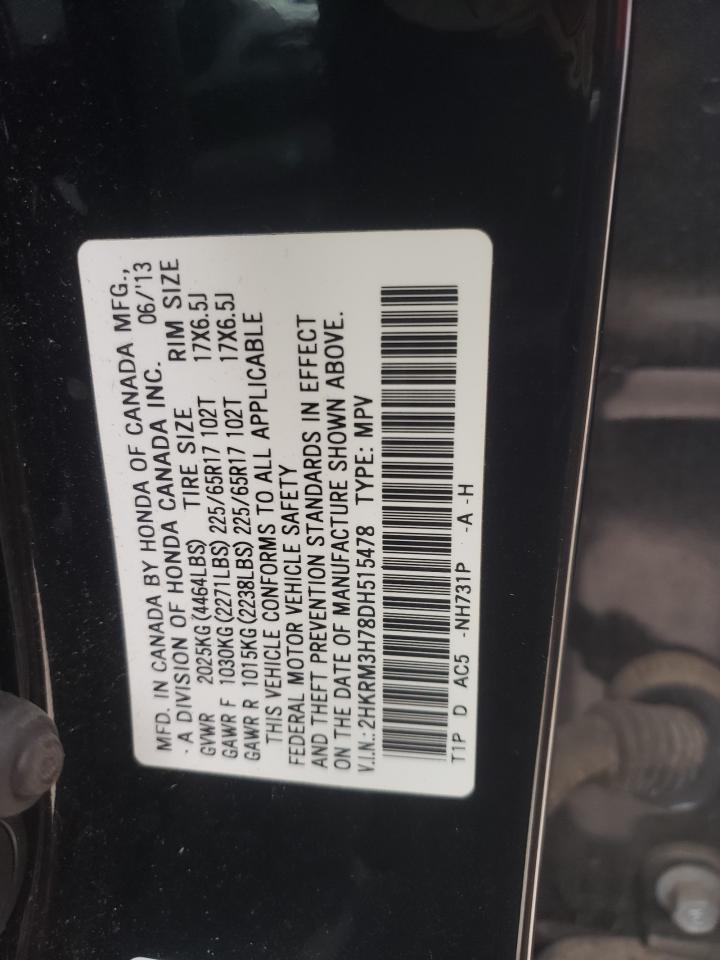 MFD. IN CANADA BY HONDA OF CANADA MFG.,
· A DIVISION OF HONDA CANADA INC. 06/'13
GVWR 2025KG(4464LBS) TIRE SIZE RIM SIZE
GAWR F 1030KG(2271LBS) 225/65R17 102T 17X6.5J
GAWR R 1015KG(2238LBS) 225/65R17 102T 17X6.5J
THIS VEHICLE CONFORMS TO ALL APPLICABLE
FEDERAL MOTOR VEHICLE SAFETY
AND THEFT PREVENTION STANDARDS IN EFFECT
ON THE DATE OF MANUFACTURE SHOWN ABOVE.
V.I.N.: 2HKRM3H78DH515478 TYPE: MPV
T1P D AC5 -NH731P -A -H